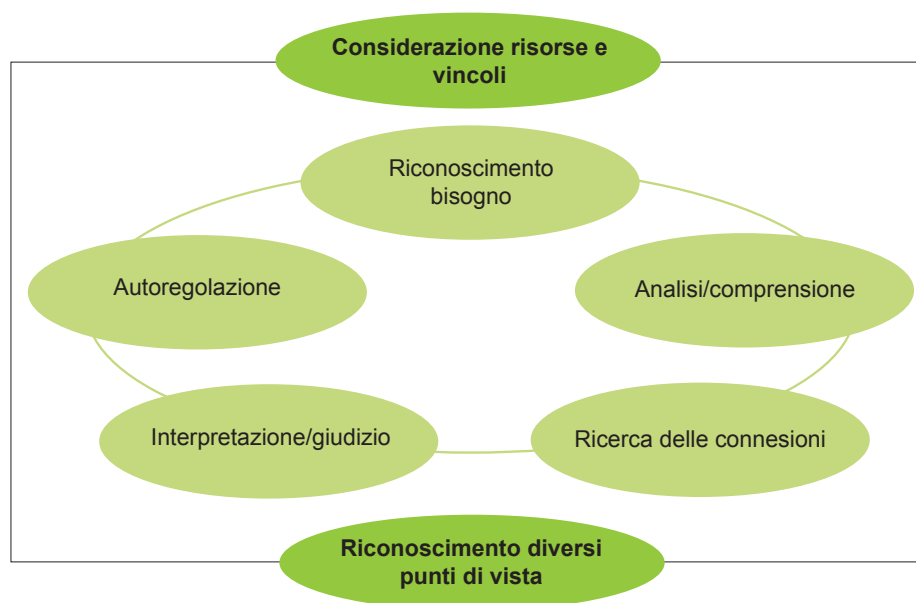 Considerazione risorse e
vincoli
Riconoscimento
bisogno
Autoregolazione
Analisi/comprensione
Interpretazione/giudizio
Ricerca delle connesioni
Riconoscimento diversi
punti di vista